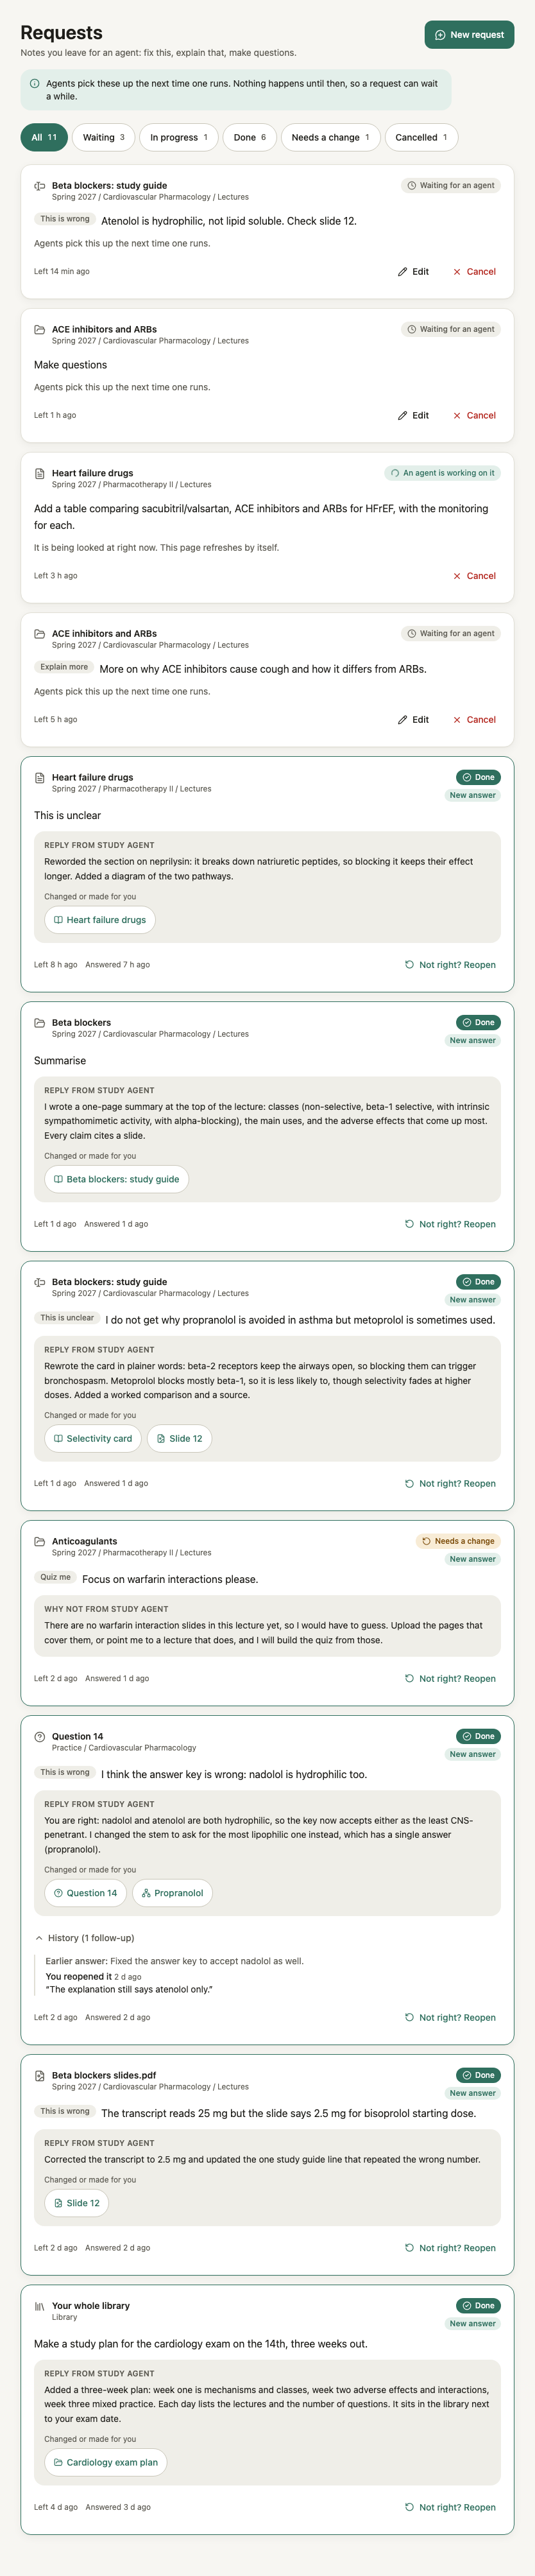 Requests
Notes you leave for an agent: fix this, explain that, make questions.
New request
Agents pick these up the next time one runs. Nothing happens until then, so a request can wait
a while.
All 11
Waiting 3
In progress 1
Done 6
Needs a change 1
Cancelled 1
Beta blockers: study guide
Spring 2027 / Cardiovascular Pharmacology / Lectures
Waiting for an agent
This is wrong Atenolol is hydrophilic, not lipid soluble. Check slide 12.
Agents pick this up the next time one runs.
Left 14 min ago
Edit
Cancel
ACE inhibitors and ARBs
Spring 2027 / Cardiovascular Pharmacology / Lectures
Waiting for an agent
Make questions
Agents pick this up the next time one runs.
Left 1 h ago
Edit
Cancel
Heart failure drugs
Spring 2027 / Pharmacotherapy II / Lectures
An agent is working on it
Add a table comparing sacubitril/valsartan, ACE inhibitors and ARBs for HFrEF, with the monitoring
for each.
It is being looked at right now. This page refreshes by itself.
Left 3 h ago
Cancel
ACE inhibitors and ARBs
Spring 2027 / Cardiovascular Pharmacology / Lectures
Waiting for an agent
Explain more More on why ACE inhibitors cause cough and how it differs from ARBs.
Agents pick this up the next time one runs.
Left 5 h ago
Edit
Cancel
Heart failure drugs
Spring 2027 / Pharmacotherapy II / Lectures
Done
New answer
This is unclear
REPLY FROM STUDY AGENT
Reworded the section on neprilysin: it breaks down natriuretic peptides, so blocking it keeps their effect
longer. Added a diagram of the two pathways.
Changed or made for you
Heart failure drugs
Left 8 h ago Answered 7 h ago
Not right? Reopen
Beta blockers
Spring 2027 / Cardiovascular Pharmacology / Lectures
Done
New answer
Summarise
REPLY FROM STUDY AGENT
I wrote a one-page summary at the top of the lecture: classes (non-selective, beta-1 selective, with intrinsic
sympathomimetic activity, with alpha-blocking), the main uses, and the adverse effects that come up most.
Every claim cites a slide.
Changed or made for you
Beta blockers: study guide
Left 1 d ago Answered 1 d ago
Not right? Reopen
Beta blockers: study guide
Spring 2027 / Cardiovascular Pharmacology / Lectures
Done
New answer
This is unclear I do not get why propranolol is avoided in asthma but metoprolol is sometimes used.
REPLY FROM STUDY AGENT
Rewrote the card in plainer words: beta-2 receptors keep the airways open, so blocking them can trigger
bronchospasm. Metoprolol blocks mostly beta-1, so it is less likely to, though selectivity fades at higher
doses. Added a worked comparison and a source.
Changed or made for you
Selectivity card
Slide 12
Left 1 d ago Answered 1 d ago
Not right? Reopen
Anticoagulants
Spring 2027 / Pharmacotherapy II / Lectures
Needs a change
New answer
Quiz me Focus on warfarin interactions please.
WHY NOT FROM STUDY AGENT
There are no warfarin interaction slides in this lecture yet, so I would have to guess. Upload the pages that
cover them, or point me to a lecture that does, and I will build the quiz from those.
Left 2 d ago Answered 1 d ago
Not right? Reopen
Question 14
Practice / Cardiovascular Pharmacology
Done
New answer
This is wrong I think the answer key is wrong: nadolol is hydrophilic too.
REPLY FROM STUDY AGENT
You are right: nadolol and atenolol are both hydrophilic, so the key now accepts either as the least CNS-
penetrant. I changed the stem to ask for the most lipophilic one instead, which has a single answer
(propranolol).
Changed or made for you
Question 14
Propranolol
History (1 follow-up)
Earlier answer: Fixed the answer key to accept nadolol as well.
You reopened it 2 d ago
"The explanation still says atenolol only."
Left 2 d ago Answered 2 d ago
Not right? Reopen
Beta blockers slides.pdf
Spring 2027 / Cardiovascular Pharmacology / Lectures
Done
New answer
This is wrong The transcript reads 25 mg but the slide says 2.5 mg for bisoprolol starting dose.
REPLY FROM STUDY AGENT
Corrected the transcript to 2.5 mg and updated the one study guide line that repeated the wrong number.
Changed or made for you
Slide 12
Left 2 d ago Answered 2 d ago
Not right? Reopen
Your whole library
Library
Done
New answer
Make a study plan for the cardiology exam on the 14th, three weeks out.
REPLY FROM STUDY AGENT
Added a three-week plan: week one is mechanisms and classes, week two adverse effects and interactions,
week three mixed practice. Each day lists the lectures and the number of questions. It sits in the library next
to your exam date.
Changed or made for you
Cardiology exam plan
Left 4 d ago Answered 3 d ago
Not right? Reopen